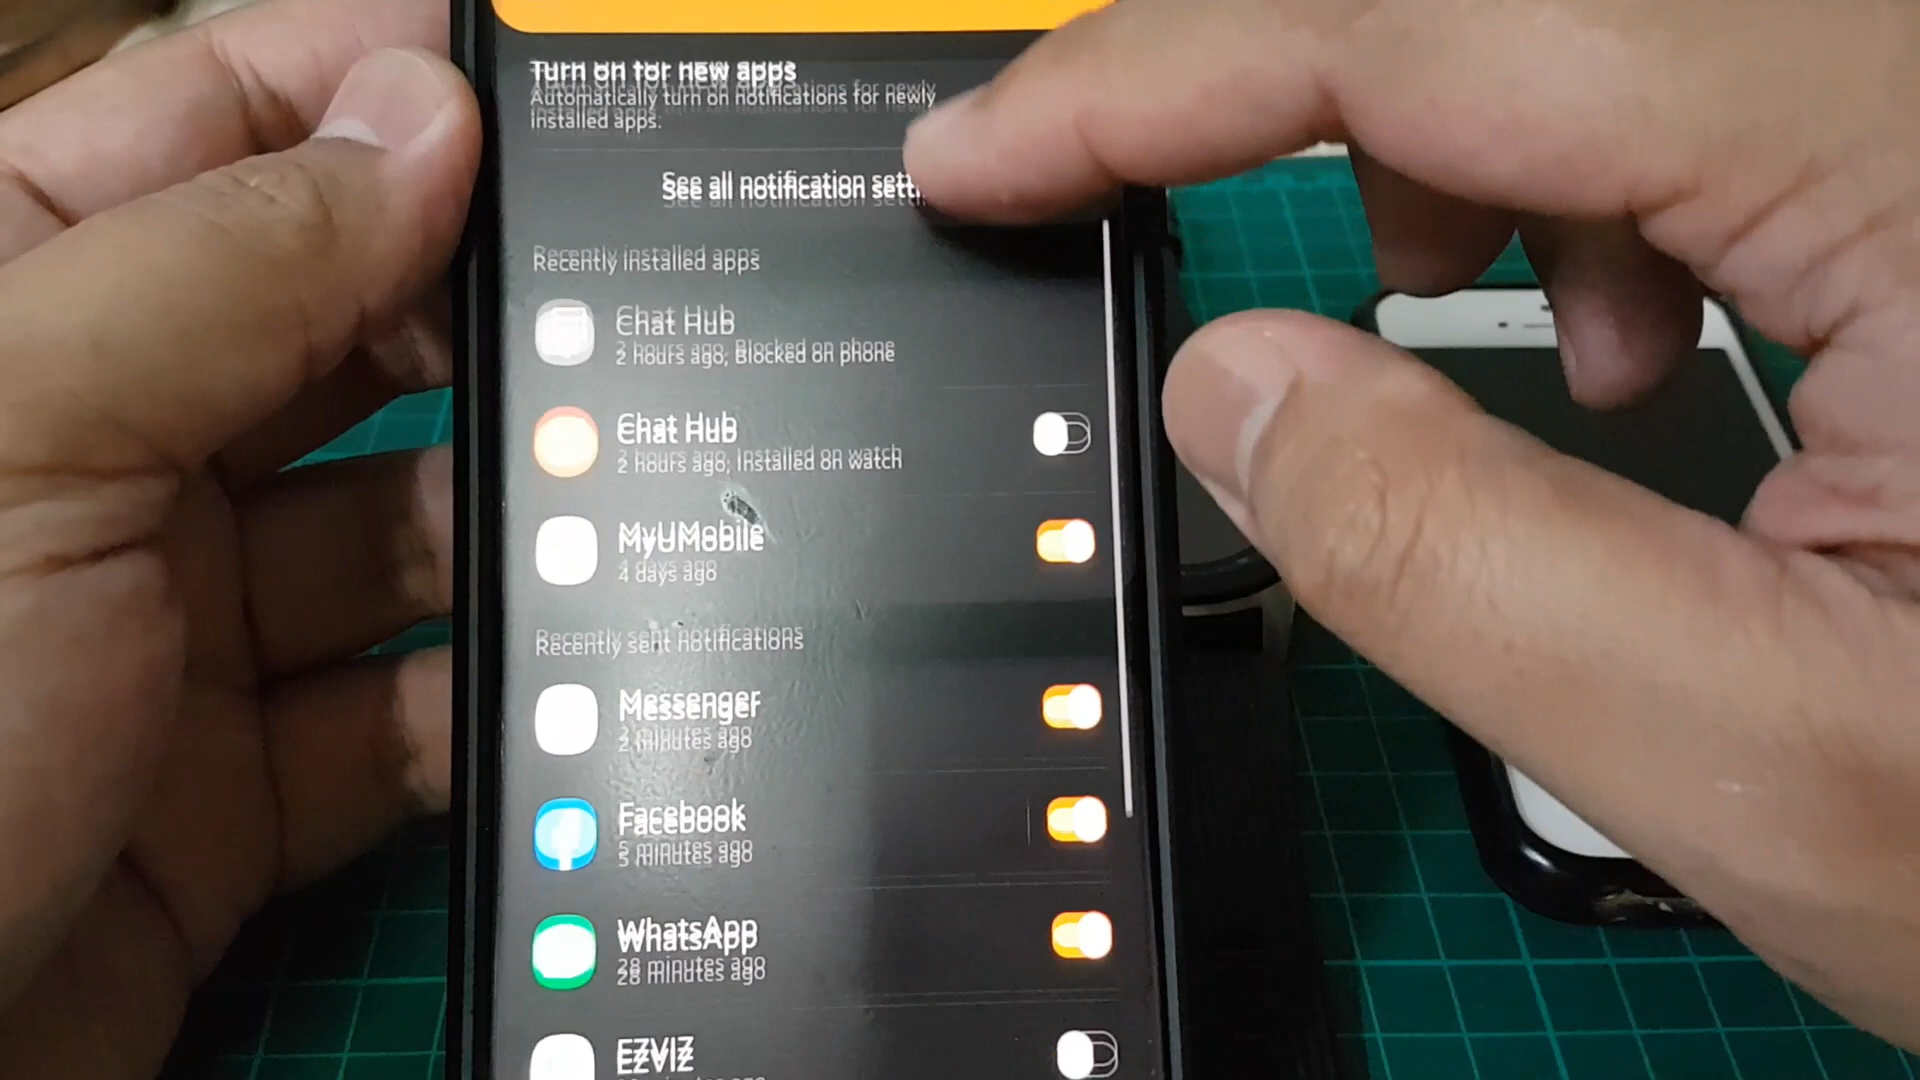 Turn on for new apps
Automatically turn on notifications for newly
installed apps.
See all notification
Recently installed apps
Chat Hub
2 hours ago, Blocked on phone
Chat Hub
2 hours ago, Installed on watch
MyUMobile
4 days ago
Recently sent notifications
Messenger
2 minutes ago
Facebook
5 minutes ago
WhatsApp
28 minutes ago
EZVIZ